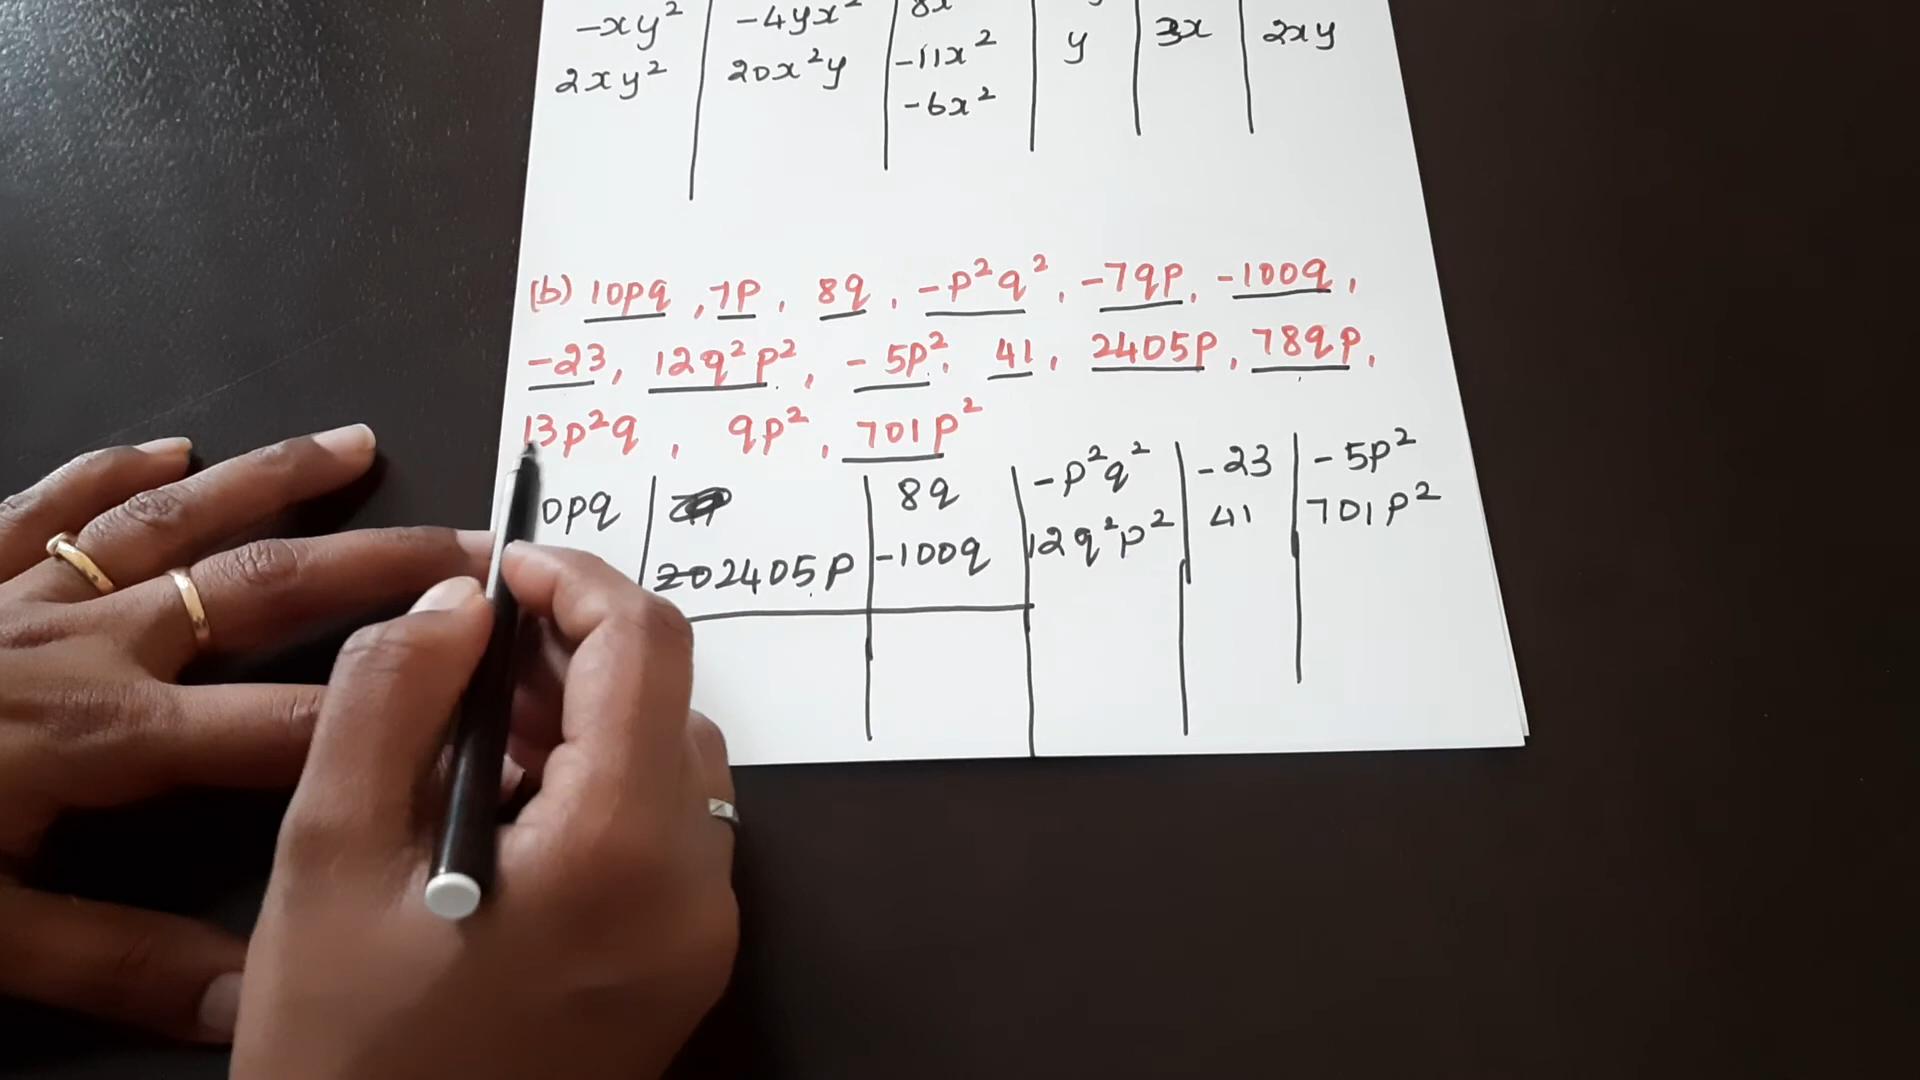 -xy² | -4yx² | 8x | | 3x | 2xy
2xy² | 20x²y | -11x² | y
-6x²
(b) 10pq, 7p, 8q, -p²q², -7qp, -100q,
-23, 12q²p², -5p², 41, 2405p, 78qp,
13p²q, qp², 701p²
0pq | | 8q | -p²q² | -23 | -5p²
202405p | -100q | 12q²p² | 41 | 701p²